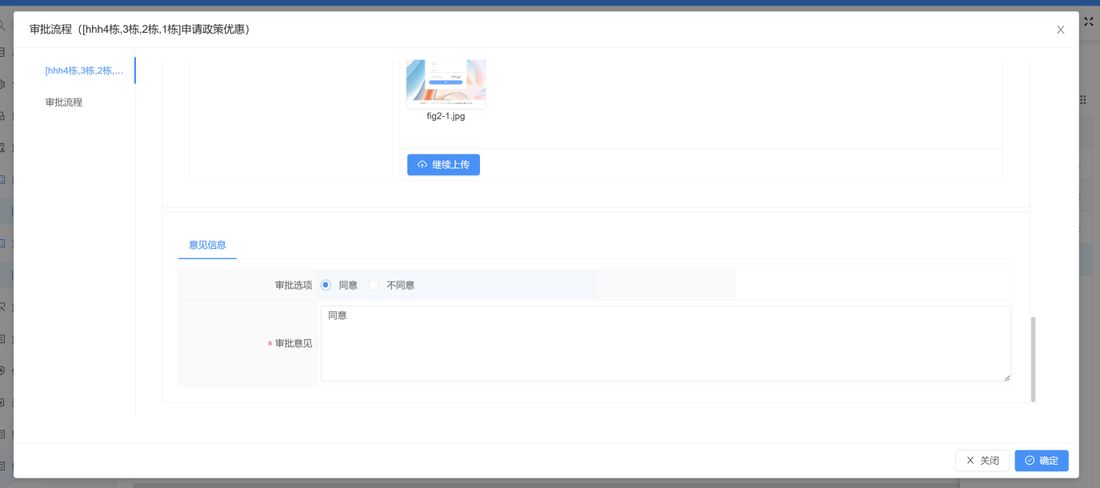 审批流程（[hhh4栋,3栋,2栋,1栋]申请政策优惠）
[hhh4栋,3栋,2栋,...
审批流程
fig2-1.jpg
继续上传
意见信息
审批选项 同意 不同意
* 审批意见 同意
关闭 确定